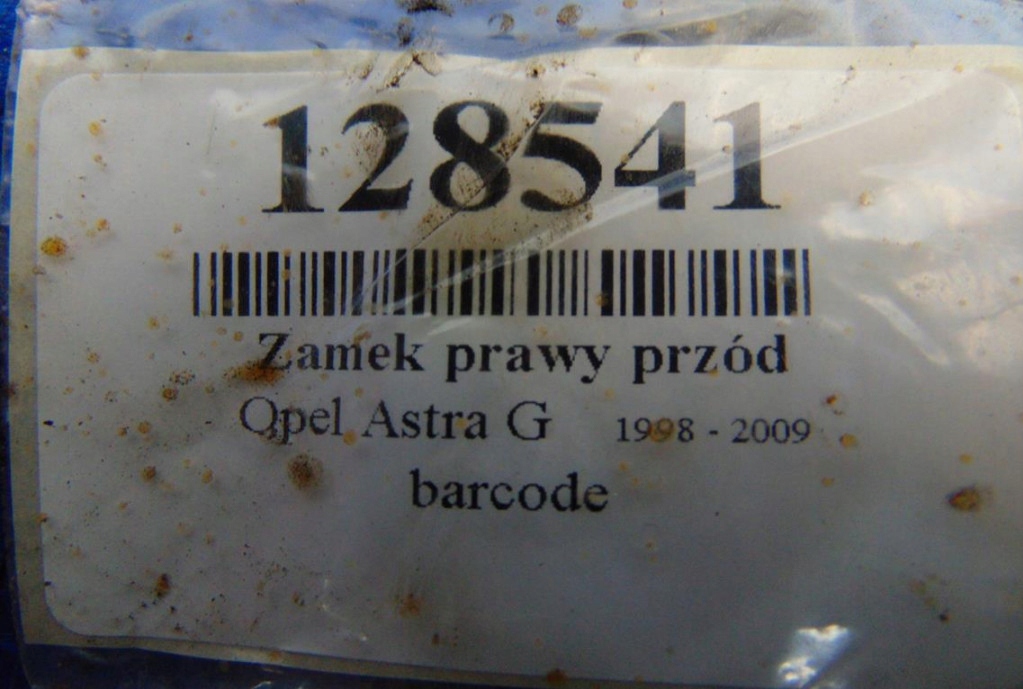 128541
Zamek prawy przód
Opel Astra G 1998 - 2009
barcode